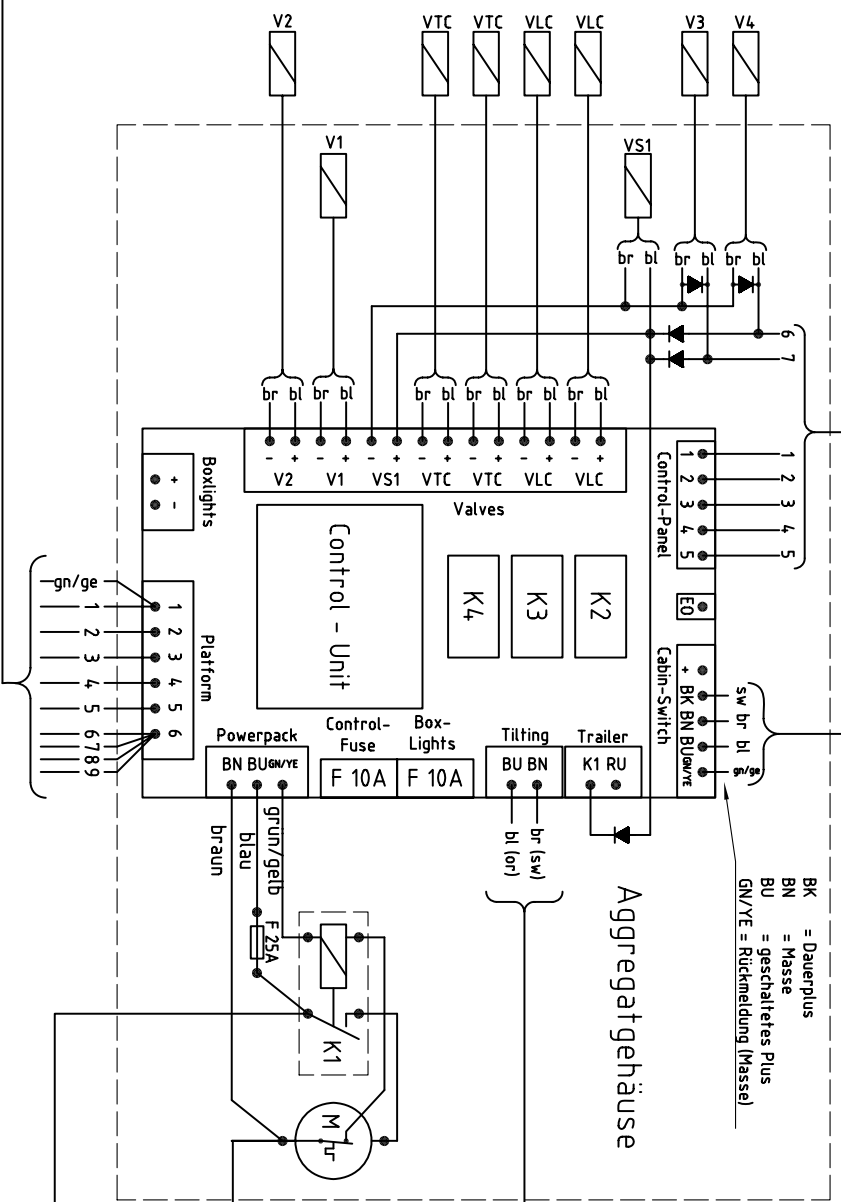 V2
VTC
VTC
VLC
VLC
V3
V4
V1
VS1
br bl
br bl
br bl
6
7
br bl
br bl
br bl
br bl
br bl
br bl
- + - + - + - + - + - + - +
V2 V1 VS1 VTC VTC VLC VLC
Valves
Boxlights
+
-
Control-Panel
1
2
3
4
5
1
2
3
4
5
Control - Unit
K4
K3
K2
EO
gn/ge
1
2
3
4
5
6
7
8
9
Platform
1
2
3
4
5
6
Cabin-Switch
+
BK
BN
BU
GN/YE
sw
br
bl
gn/ge
Powerpack
BN BU GN/YE
Control-
Fuse
F 10A
Box-
Lights
F 10A
Tilting
BU BN
Trailer
K1 RU
braun
blau
grün/gelb
bl (or)
br (sw)
F 25A
K1
M
Aggregatgehäuse
BK = Dauerplus
BN = Masse
BU = geschaltetes Plus
GN/YE = Rückmeldung (Masse)